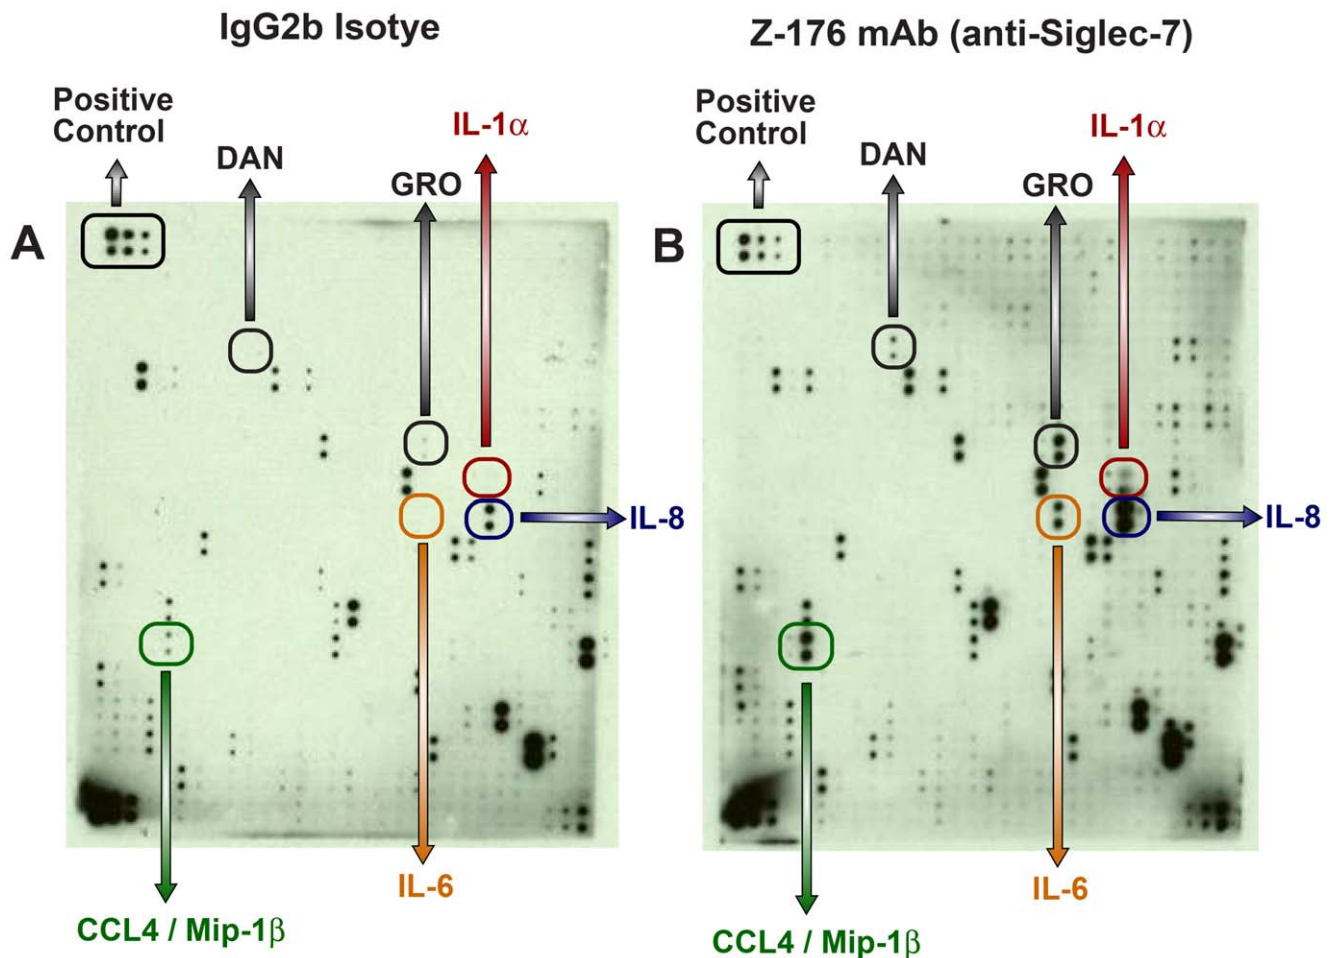 IgG2b Isotye
Z-176 mAb (anti-Siglec-7)
Positive
Control
DAN
GRO
IL-1α
A
IL-8
IL-6
CCL4 / Mip-1β
Positive
Control
DAN
GRO
IL-1α
B
IL-8
IL-6
CCL4 / Mip-1β